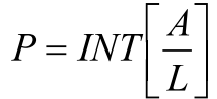 P = INT[A/L]